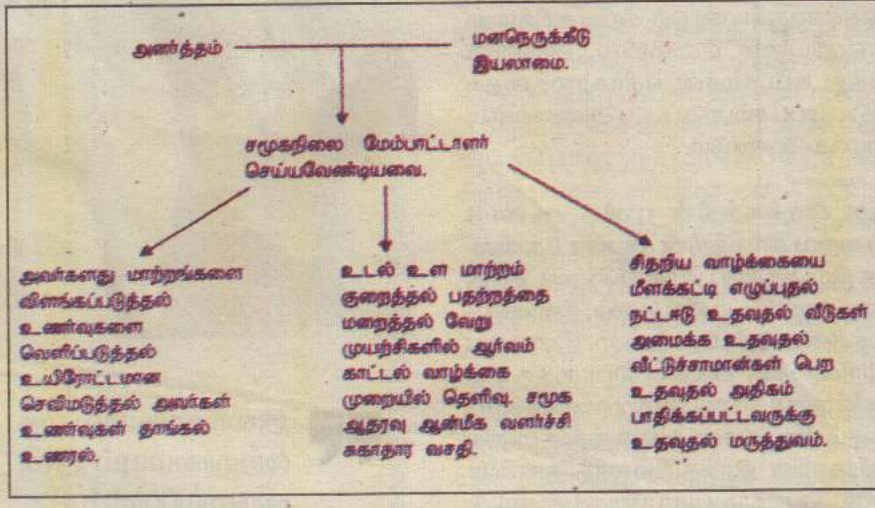 அனர்த்தம்
மனநெருக்கீடு
இயலாமை.
சமூகநிலை மேம்பாட்டாளர்
செய்யவேண்டியவை.
அவர்களது மாற்றங்களை
விளங்கப்படுத்தல்
உணர்வுகளை
வெளிப்படுத்தல்
உயிரோட்டமான
செவிமடுத்தல் அவர்கள்
உணர்வுகள் தாங்கல்
உணரல்.
உடல் உள மாற்றம்
குறைத்தல் பதற்றத்தை
மறைத்தல் வேறு
முயற்சிகளில் ஆர்வம்
காட்டல் வாழ்க்கை
முறையில் தெளிவு. சமூக
ஆதரவு ஆன்மீக வளர்ச்சி
சுகாதார வசதி.
சிதறிய வாழ்க்கையை
மீளக்கட்டி எழுப்புதல்
நட்டஈடு உதவுதல் வீடுகள்
அமைக்க உதவுதல்
வீட்டுச்சாமான்கள் பெற
உதவுதல் அதிகம்
பாதிக்கப்பட்டவருக்கு
உதவுதல் மருத்துவம்.